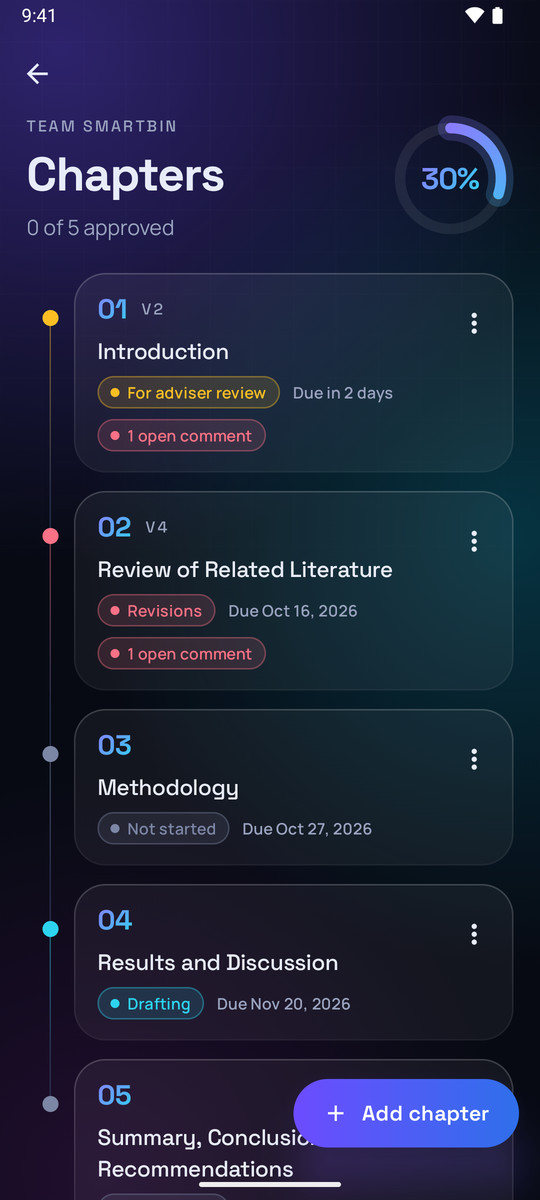 9:41
TEAM SMARTBIN
Chapters
0 of 5 approved
30%
01 V2
Introduction
For adviser review Due in 2 days
1 open comment
02 V4
Review of Related Literature
Revisions Due Oct 16, 2026
1 open comment
03
Methodology
Not started Due Oct 27, 2026
04
Results and Discussion
Drafting Due Nov 20, 2026
05
Summary,
Recommendations
+ Add chapter